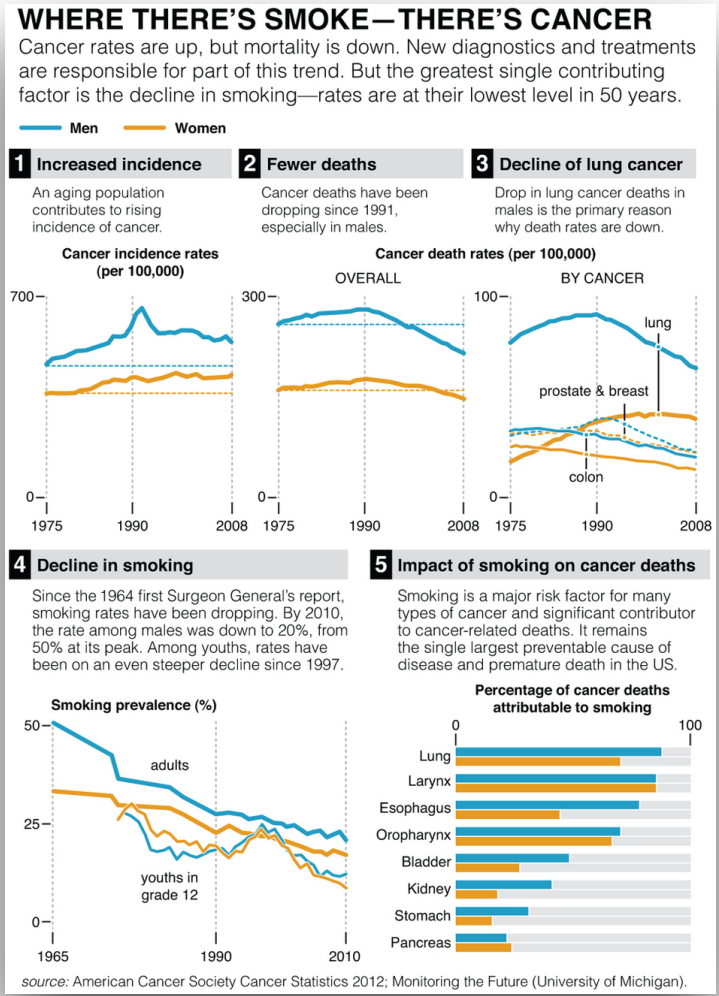 WHERE THERE'S SMOKE—THERE'S CANCER
Cancer rates are up, but mortality is down. New diagnostics and treatments
are responsible for part of this trend. But the greatest single contributing
factor is the decline in smoking—rates are at their lowest level in 50 years.
Men
Women
1 Increased incidence
An aging population
contributes to rising
incidence of cancer.
Cancer incidence rates
(per 100,000)
700
0
1975
1990
2008
2 Fewer deaths
Cancer deaths have been
dropping since 1991,
especially in males.
3 Decline of lung cancer
Drop in lung cancer deaths in
males is the primary reason
why death rates are down.
Cancer death rates (per 100,000)
OVERALL
300
0
1975
1990
2008
BY CANCER
100
lung
prostate & breast
colon
0
1975
1990
2008
4 Decline in smoking
Since the 1964 first Surgeon General's report,
smoking rates have been dropping. By 2010,
the rate among males was down to 20%, from
50% at its peak. Among youths, rates have
been on an even steeper decline since 1997.
Smoking prevalence (%)
50
adults
25
youths in
grade 12
0
1965
1990
2010
5 Impact of smoking on cancer deaths
Smoking is a major risk factor for many
types of cancer and significant contributor
to cancer-related deaths. It remains
the single largest preventable cause of
disease and premature death in the US.
Percentage of cancer deaths
attributable to smoking
0
100
Lung
Larynx
Esophagus
Oropharynx
Bladder
Kidney
Stomach
Pancreas
source: American Cancer Society Cancer Statistics 2012; Monitoring the Future (University of Michigan).